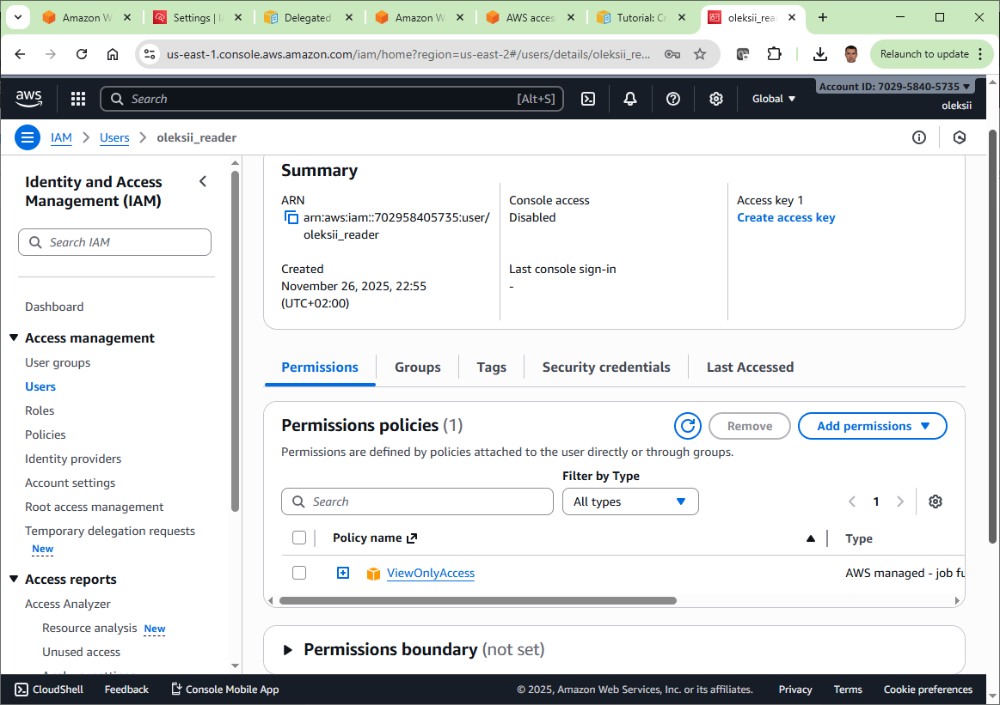 Amazon W
Settings | I
Delegated
Amazon W
AWS acces
Tutorial: Cr
oleksii_rea
us-east-1.console.aws.amazon.com/iam/home?region=us-east-2#/users/details/oleksii_re...
Relaunch to update
aws
Search
[Alt+S]
Global
Account ID: 7029-5840-5735
oleksii
IAM
Users
oleksii_reader
Identity and Access
Management (IAM)
Search IAM
Dashboard
Access management
User groups
Users
Roles
Policies
Identity providers
Account settings
Root access management
Temporary delegation requests
New
Access reports
Access Analyzer
Resource analysis New
Unused access
Summary
ARN
arn:aws:iam::702958405735:user/
oleksii_reader
Console access
Disabled
Access key 1
Create access key
Created
November 26, 2025, 22:55
(UTC+02:00)
Last console sign-in
-
Permissions
Groups
Tags
Security credentials
Last Accessed
Permissions policies (1)
Remove
Add permissions
Permissions are defined by policies attached to the user directly or through groups.
Filter by Type
Search
All types
1
Policy name
Type
ViewOnlyAccess
AWS managed - job fu
Permissions boundary (not set)
CloudShell
Feedback
Console Mobile App
© 2025, Amazon Web Services, Inc. or its affiliates.
Privacy
Terms
Cookie preferences